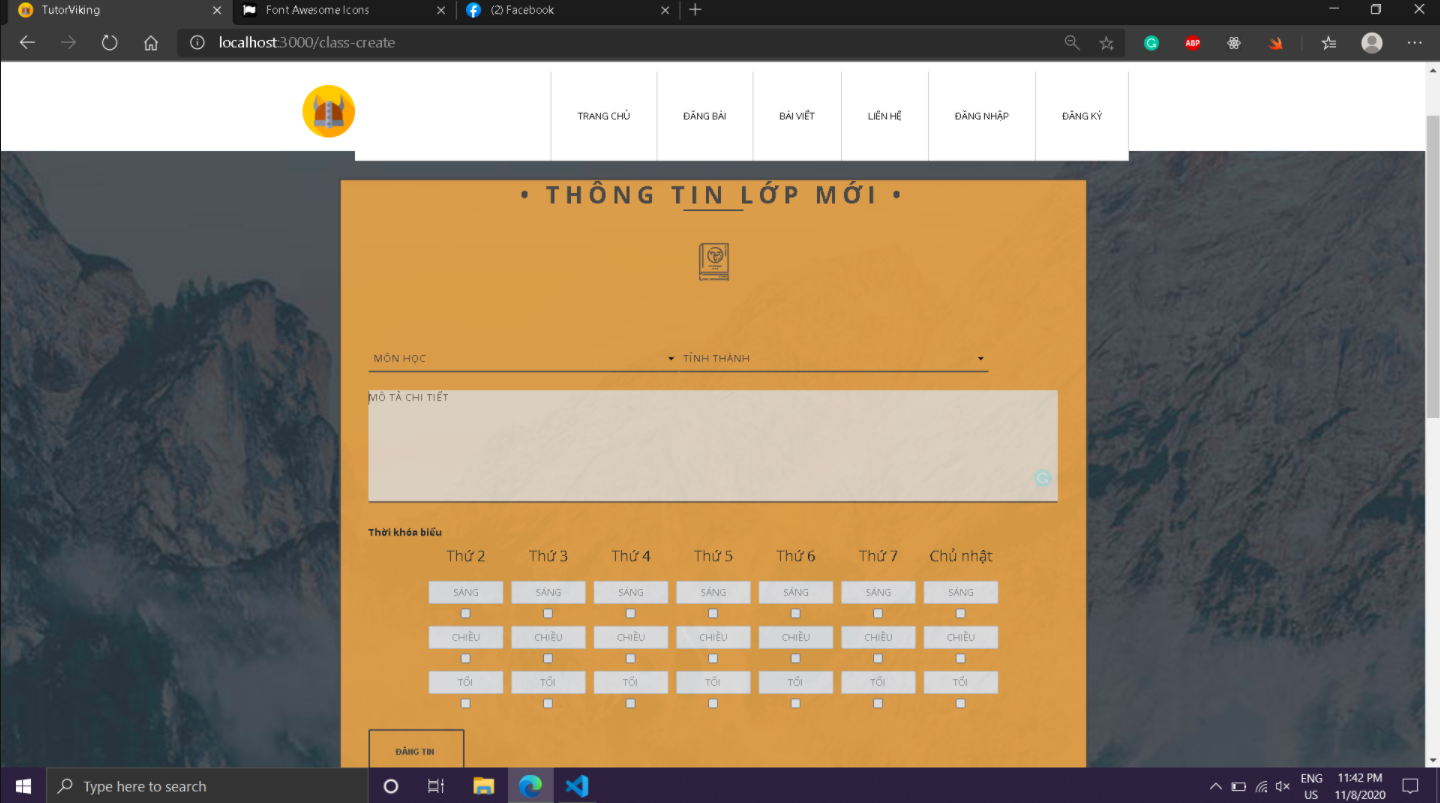 TutorViking
Font Awesome Icons
(2) Facebook
localhost:3000/class-create
ABP
TRANG CHỦ
ĐĂNG BÀI
BÀI VIẾT
LIÊN HỆ
ĐĂNG NHẬP
ĐĂNG KÝ
• THÔNG TIN LỚP MỚI •
MÔN HỌC
TỈNH THÀNH
MÔ TẢ CHI TIẾT
Thời khóa biểu
Thứ 2 Thứ 3 Thứ 4 Thứ 5 Thứ 6 Thứ 7 Chủ nhật
SÁNG SÁNG SÁNG SÁNG SÁNG SÁNG SÁNG
CHIỀU CHIỀU CHIỀU CHIỀU CHIỀU CHIỀU CHIỀU
TỐI TỐI TỐI TỐI TỐI TỐI TỐI
ĐĂNG TIN
Type here to search
ENG
US
11:42 PM
11/8/2020